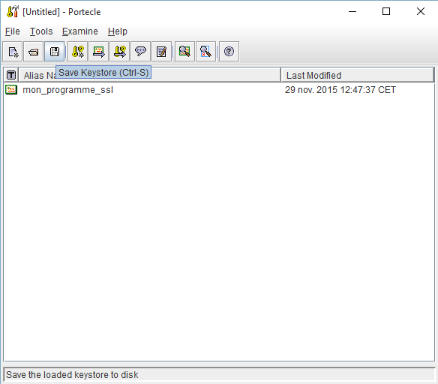 [Untitled] - Portecle
File Tools Examine Help
Save Keystore (Ctrl-S)
T Alias Na Last Modified
mon_programme_ssl 29 nov. 2015 12:47:37 CET
Save the loaded keystore to disk